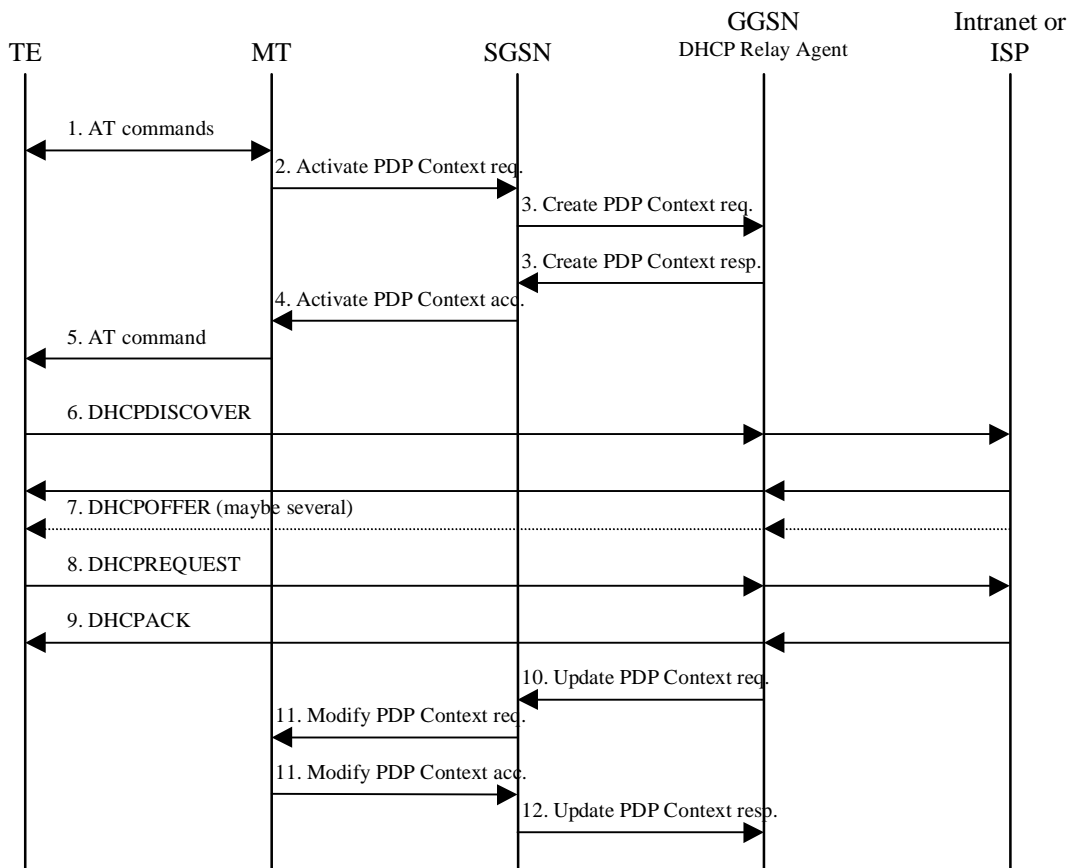 GGSN
Intranet or
TE
MT
SGSN
DHCP Relay Agent
ISP
1. AT commands
2. Activate PDP Context req.
3. Create PDP Context req.
3. Create PDP Context resp.
4. Activate PDP Context acc.
5. AT command
6. DHCPDISCOVER
7. DHCPOFFER (maybe several)
8. DHCPREQUEST
9. DHCPACK
10. Update PDP Context req.
11. Modify PDP Context req.
11. Modify PDP Context acc.
12. Update PDP Context resp.